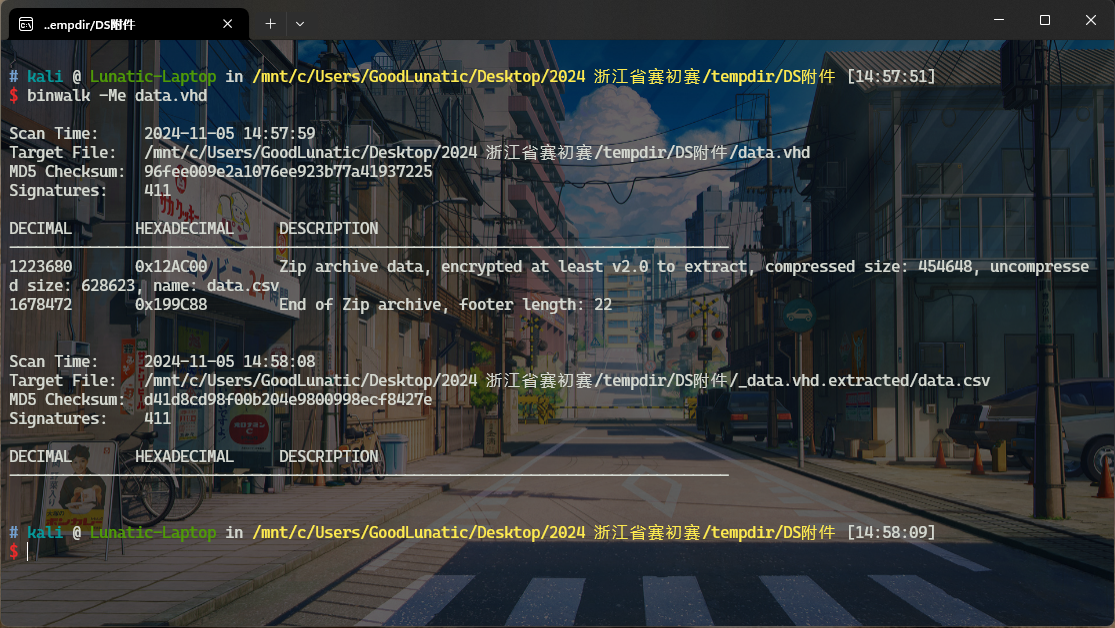 ..empdir/DS附件
# kali @ Lunatic-Laptop in /mnt/c/Users/GoodLunatic/Desktop/2024 浙江省赛初赛/tempdir/DS附件 [14:57:51]
$ binwalk -Me data.vhd
Scan Time:     2024-11-05 14:57:59
Target File:   /mnt/c/Users/GoodLunatic/Desktop/2024 浙江省赛初赛/tempdir/DS附件/data.vhd
MD5 Checksum:  96fee009e2a1076ee923b77a41937225
Signatures:    411
DECIMAL       HEXADECIMAL     DESCRIPTION
--------------------------------------------------------------------------------
1223680       0x12AC00        Zip archive data, encrypted at least v2.0 to extract, compressed size: 454648, uncompresse
d size: 628623, name: data.csv
1678472       0x199C88        End of Zip archive, footer length: 22
Scan Time:     2024-11-05 14:58:08
Target File:   /mnt/c/Users/GoodLunatic/Desktop/2024 浙江省赛初赛/tempdir/DS附件/_data.vhd.extracted/data.csv
MD5 Checksum:  d41d8cd98f00b204e9800998ecf8427e
Signatures:    411
DECIMAL       HEXADECIMAL     DESCRIPTION
--------------------------------------------------------------------------------
# kali @ Lunatic-Laptop in /mnt/c/Users/GoodLunatic/Desktop/2024 浙江省赛初赛/tempdir/DS附件 [14:58:09]
$